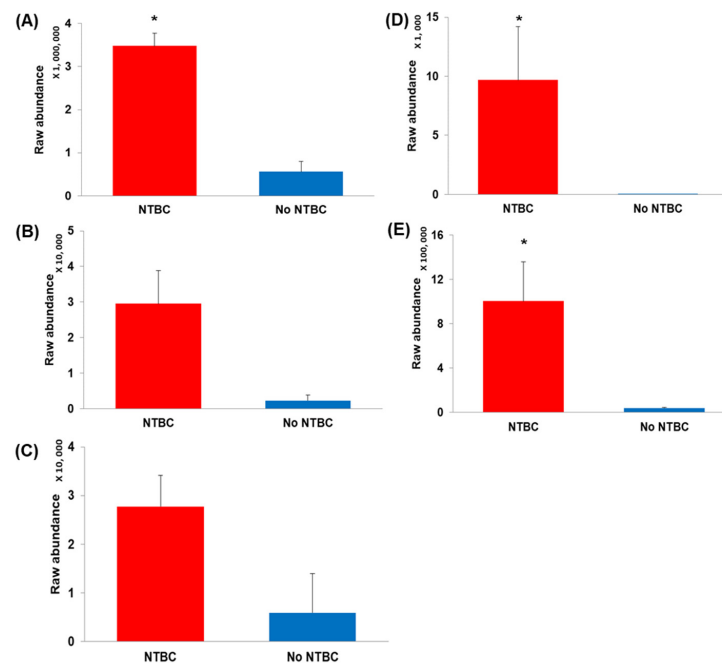 (A)
Raw abundance
X 1,000,000
4
3
2
1
0
*
NTBC
No NTBC
(B)
Raw abundance
X 10,000
5
4
3
2
1
0
NTBC
No NTBC
(C)
Raw abundance
X 10,000
4
3
2
1
0
NTBC
No NTBC
(D)
Raw abundance
X 1,000
15
10
5
0
*
NTBC
No NTBC
(E)
Raw abundance
X 100,000
16
12
8
4
0
*
NTBC
No NTBC